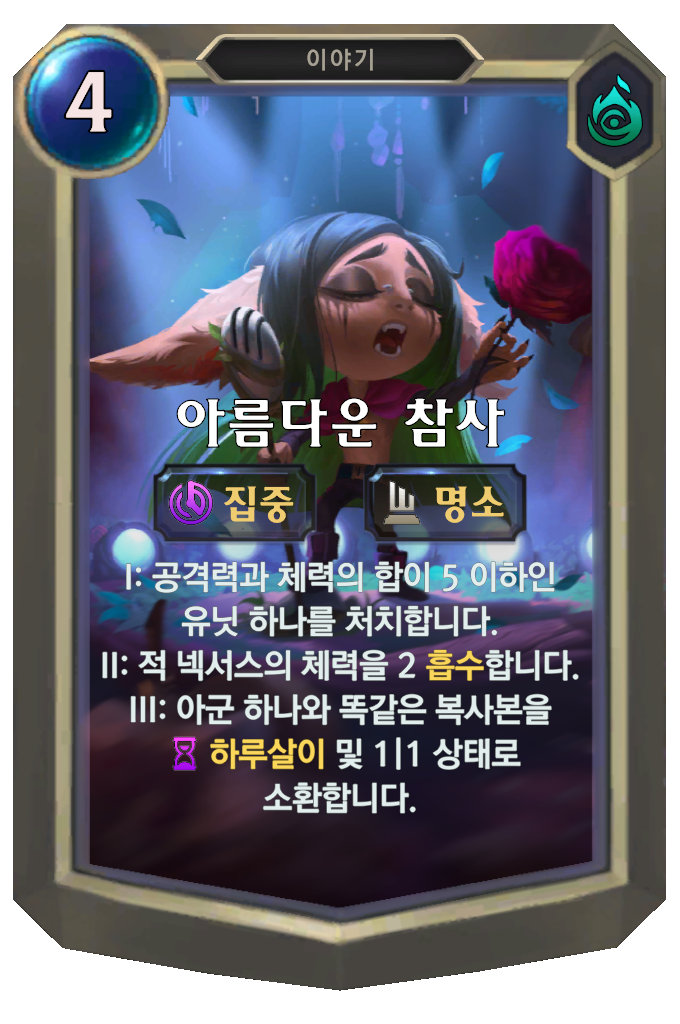 이야기
4
아름다운 참사
집중 명소
I: 공격력과 체력의 합이 5 이하인
유닛 하나를 처치합니다.
II: 적 넥서스의 체력을 2 흡수합니다.
III: 아군 하나와 똑같은 복사본을
하루살이 및 1|1 상태로
소환합니다.